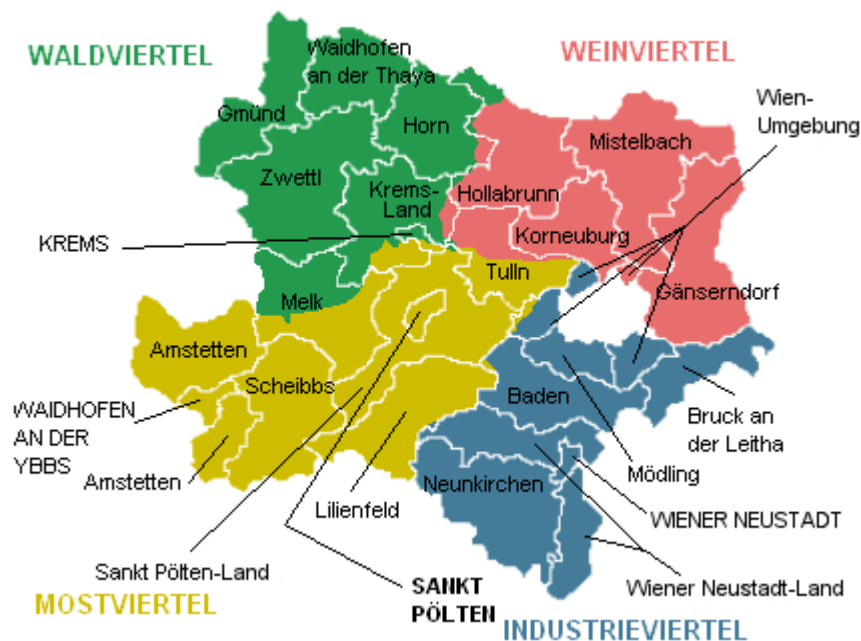 WALDVIERTEL
Waidhofen
an der Thaya
WEINVIERTEL
Wien-
Umgebung
Gmünd
Horn
Mistelbach
Zwettl
Krems-
Land
Hollabrunn
KREMS
Korneuburg
Tulln
Melk
Gänserndorf
Amstetten
Scheibbs
Baden
WAIDHOFEN
AN DER
YBBS
Bruck an
der Leitha
Amstetten
Mödling
Neunkirchen
Lilienfeld
WIENER NEUSTADT
Sankt Pölten-Land
SANKT
PÖLTEN
Wiener Neustadt-Land
MOSTVIERTEL
INDUSTRIEVIERTEL